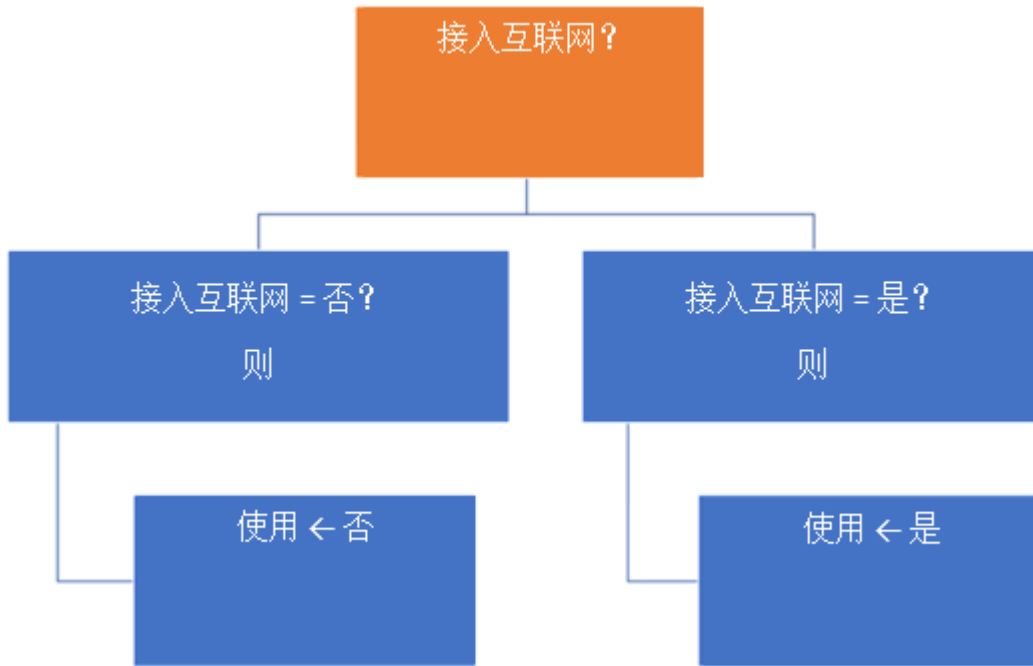 接入互联网?
接入互联网 = 否?
则
接入互联网 = 是?
则
使用 ← 否
使用 ← 是